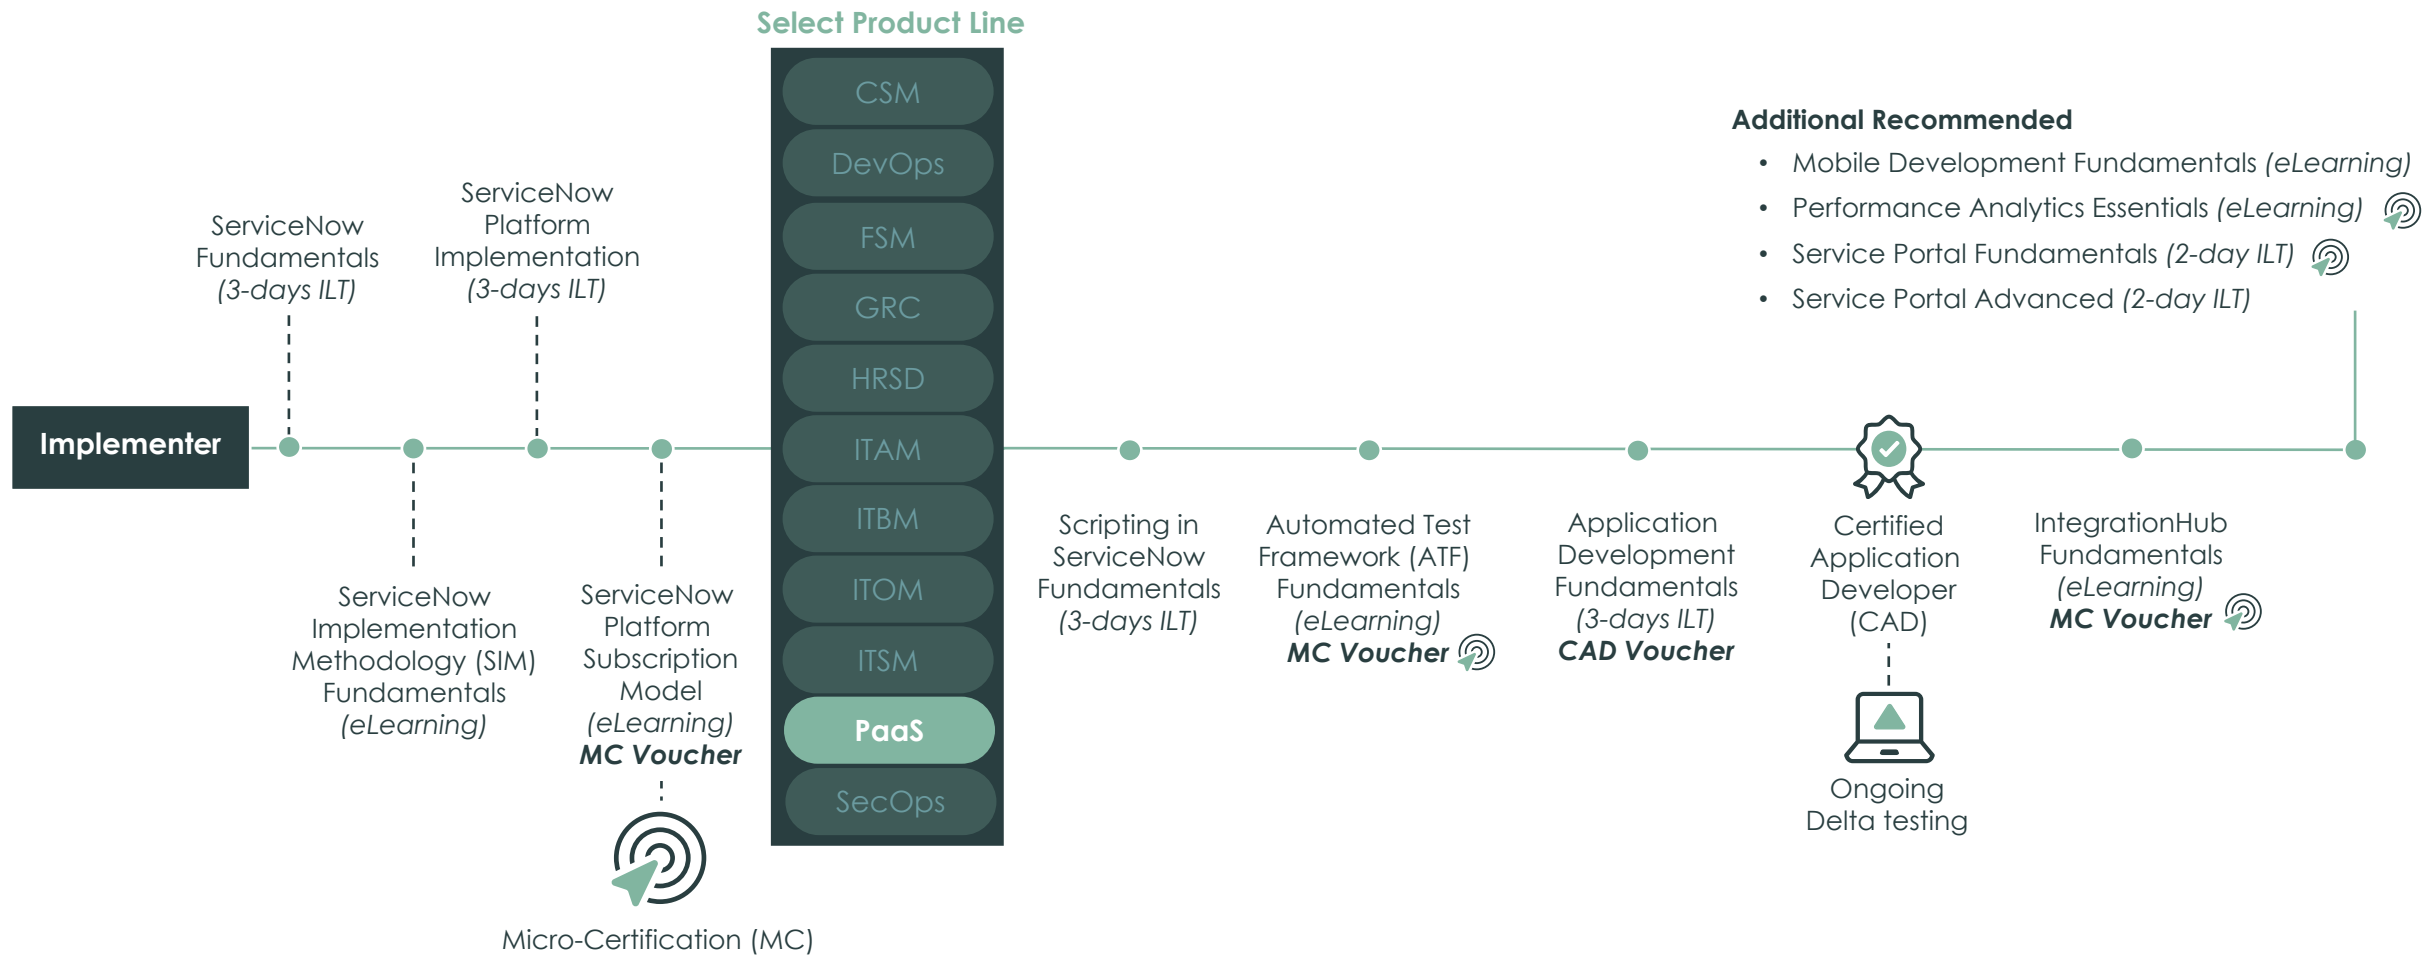 Select Product Line
CSM
DevOps
FSM
GRC
HRSD
ITAM
ITBM
ITOM
ITSM
PaaS
SecOps
Implementer
ServiceNow
Fundamentals
(3-days ILT)
ServiceNow
Implementation
Methodology (SIM)
Fundamentals
(eLearning)
ServiceNow
Platform
Implementation
(3-days ILT)
ServiceNow
Platform
Subscription
Model
(eLearning)
MC Voucher
Micro-Certification (MC)
Scripting in
ServiceNow
Fundamentals
(3-days ILT)
Automated Test
Framework (ATF)
Fundamentals
(eLearning)
MC Voucher
Application
Development
Fundamentals
(3-days ILT)
CAD Voucher
Certified
Application
Developer
(CAD)
Ongoing
Delta testing
IntegrationHub
Fundamentals
(eLearning)
MC Voucher
Additional Recommended
• Mobile Development Fundamentals (eLearning)
• Performance Analytics Essentials (eLearning)
• Service Portal Fundamentals (2-day ILT)
• Service Portal Advanced (2-day ILT)